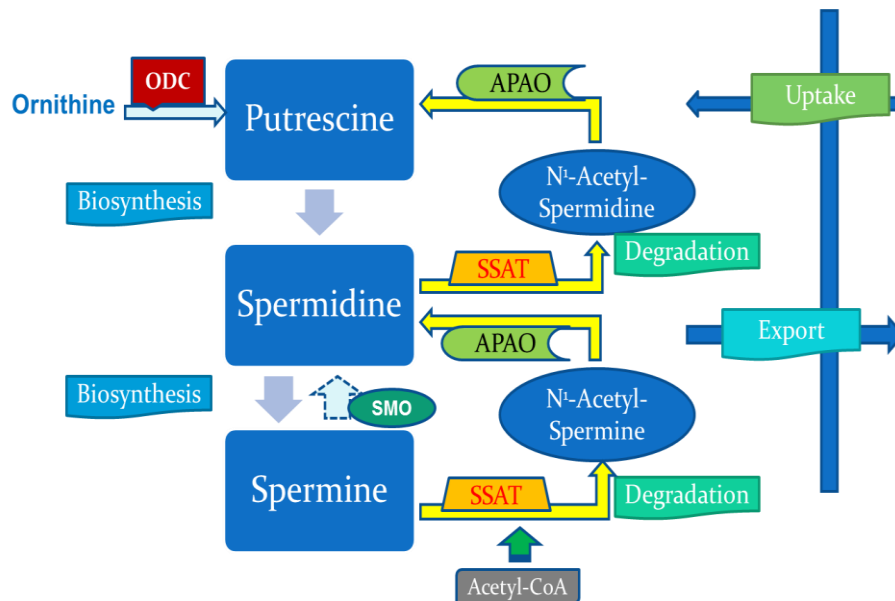 ODC
APAO
Ornithine
Putrescine
Uptake
Biosynthesis
N¹-Acetyl-
Spermidine
SSAT
Degradation
Spermidine
APAO
Export
Biosynthesis
SMO
N¹-Acetyl-
Spermine
Spermine
SSAT
Degradation
Acetyl-CoA